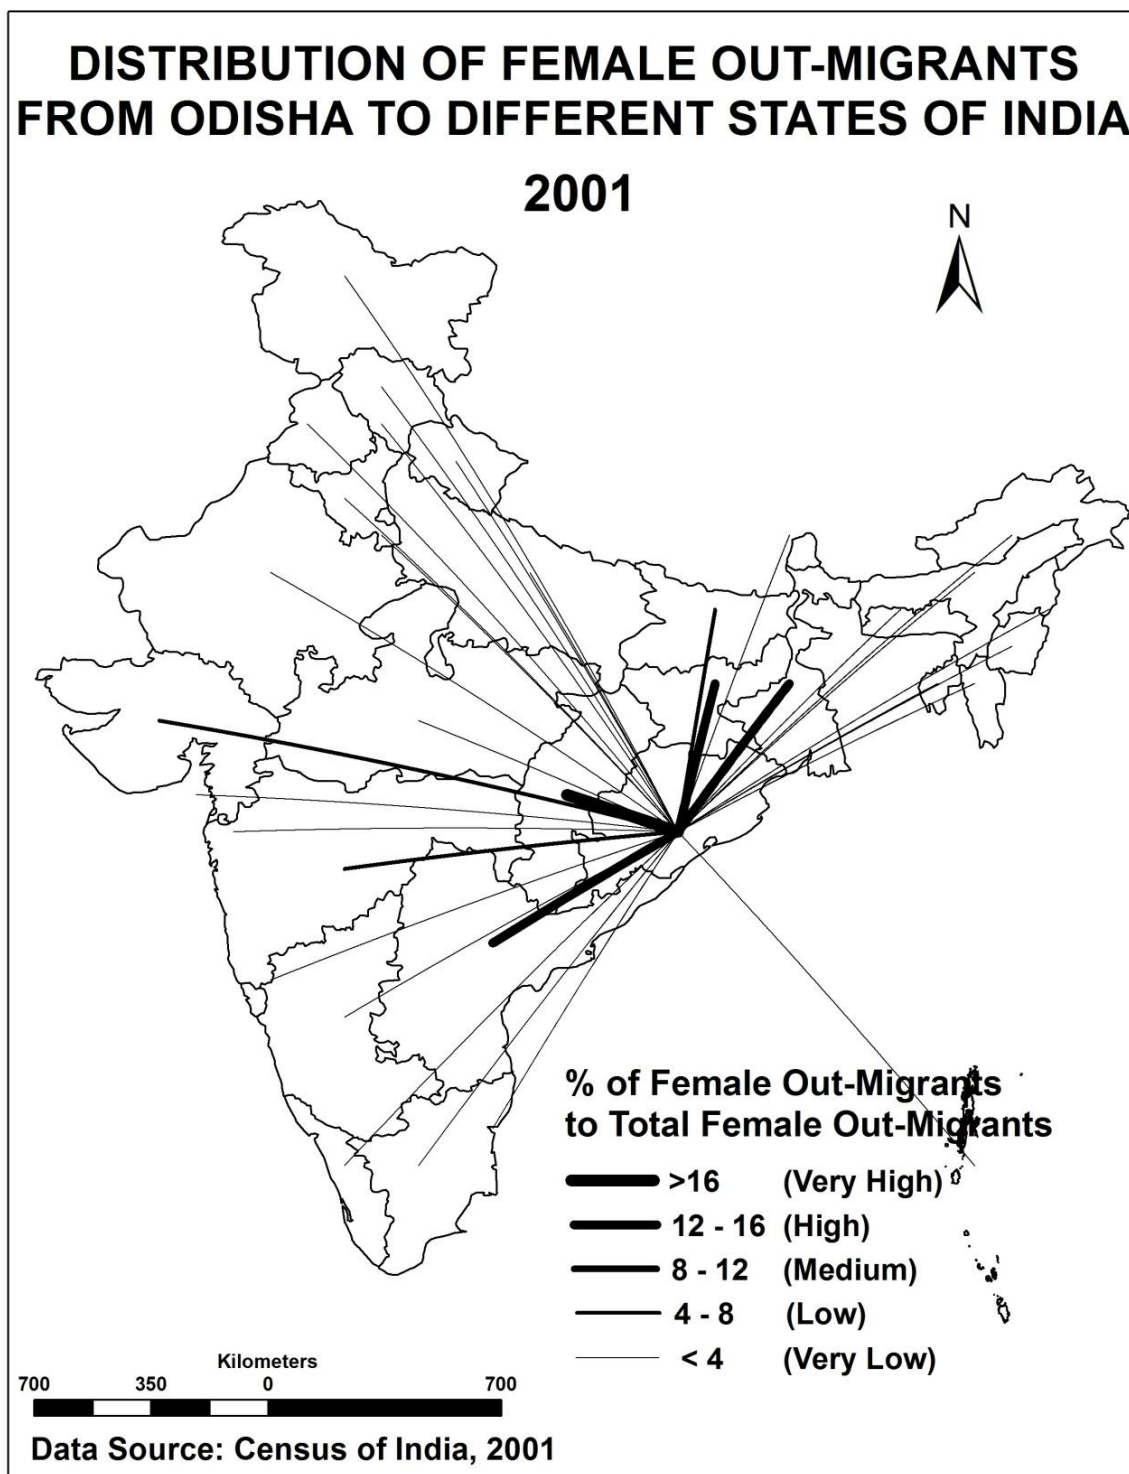 DISTRIBUTION OF FEMALE OUT-MIGRANTS
FROM ODISHA TO DIFFERENT STATES OF INDIA
2001
N
% of Female Out-Migrants
to Total Female Out-Migrants
>16 (Very High)
12 - 16 (High)
8 - 12 (Medium)
4 - 8 (Low)
< 4 (Very Low)
Kilometers
700 350 0 700
Data Source: Census of India, 2001